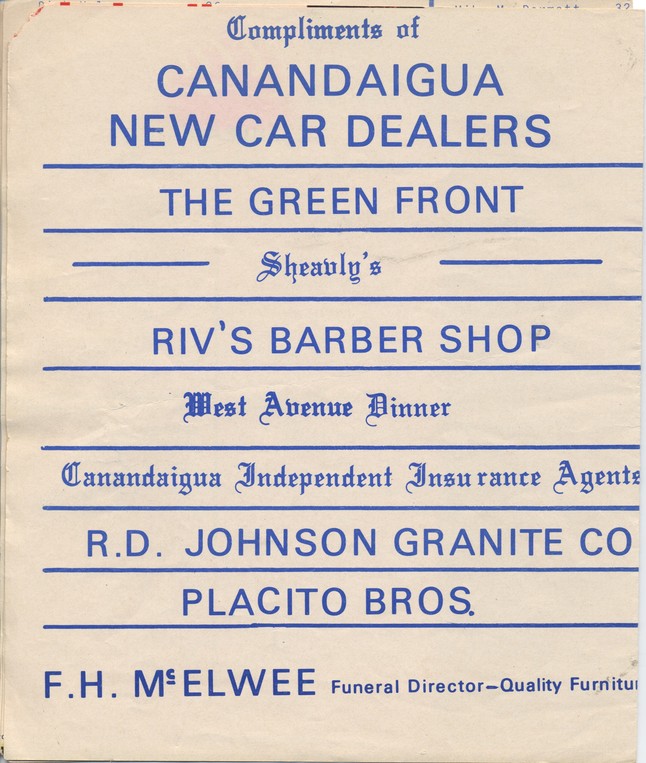 Compliments of
CANANDAIGUA
NEW CAR DEALERS
THE GREEN FRONT
Sheavly's
RIV'S BARBER SHOP
West Avenue Dinner
Canandaigua Independent Insurance Agents
R.D. JOHNSON GRANITE CO
PLACITO BROS.
F.H. McELWEE Funeral Director-Quality Furnitu